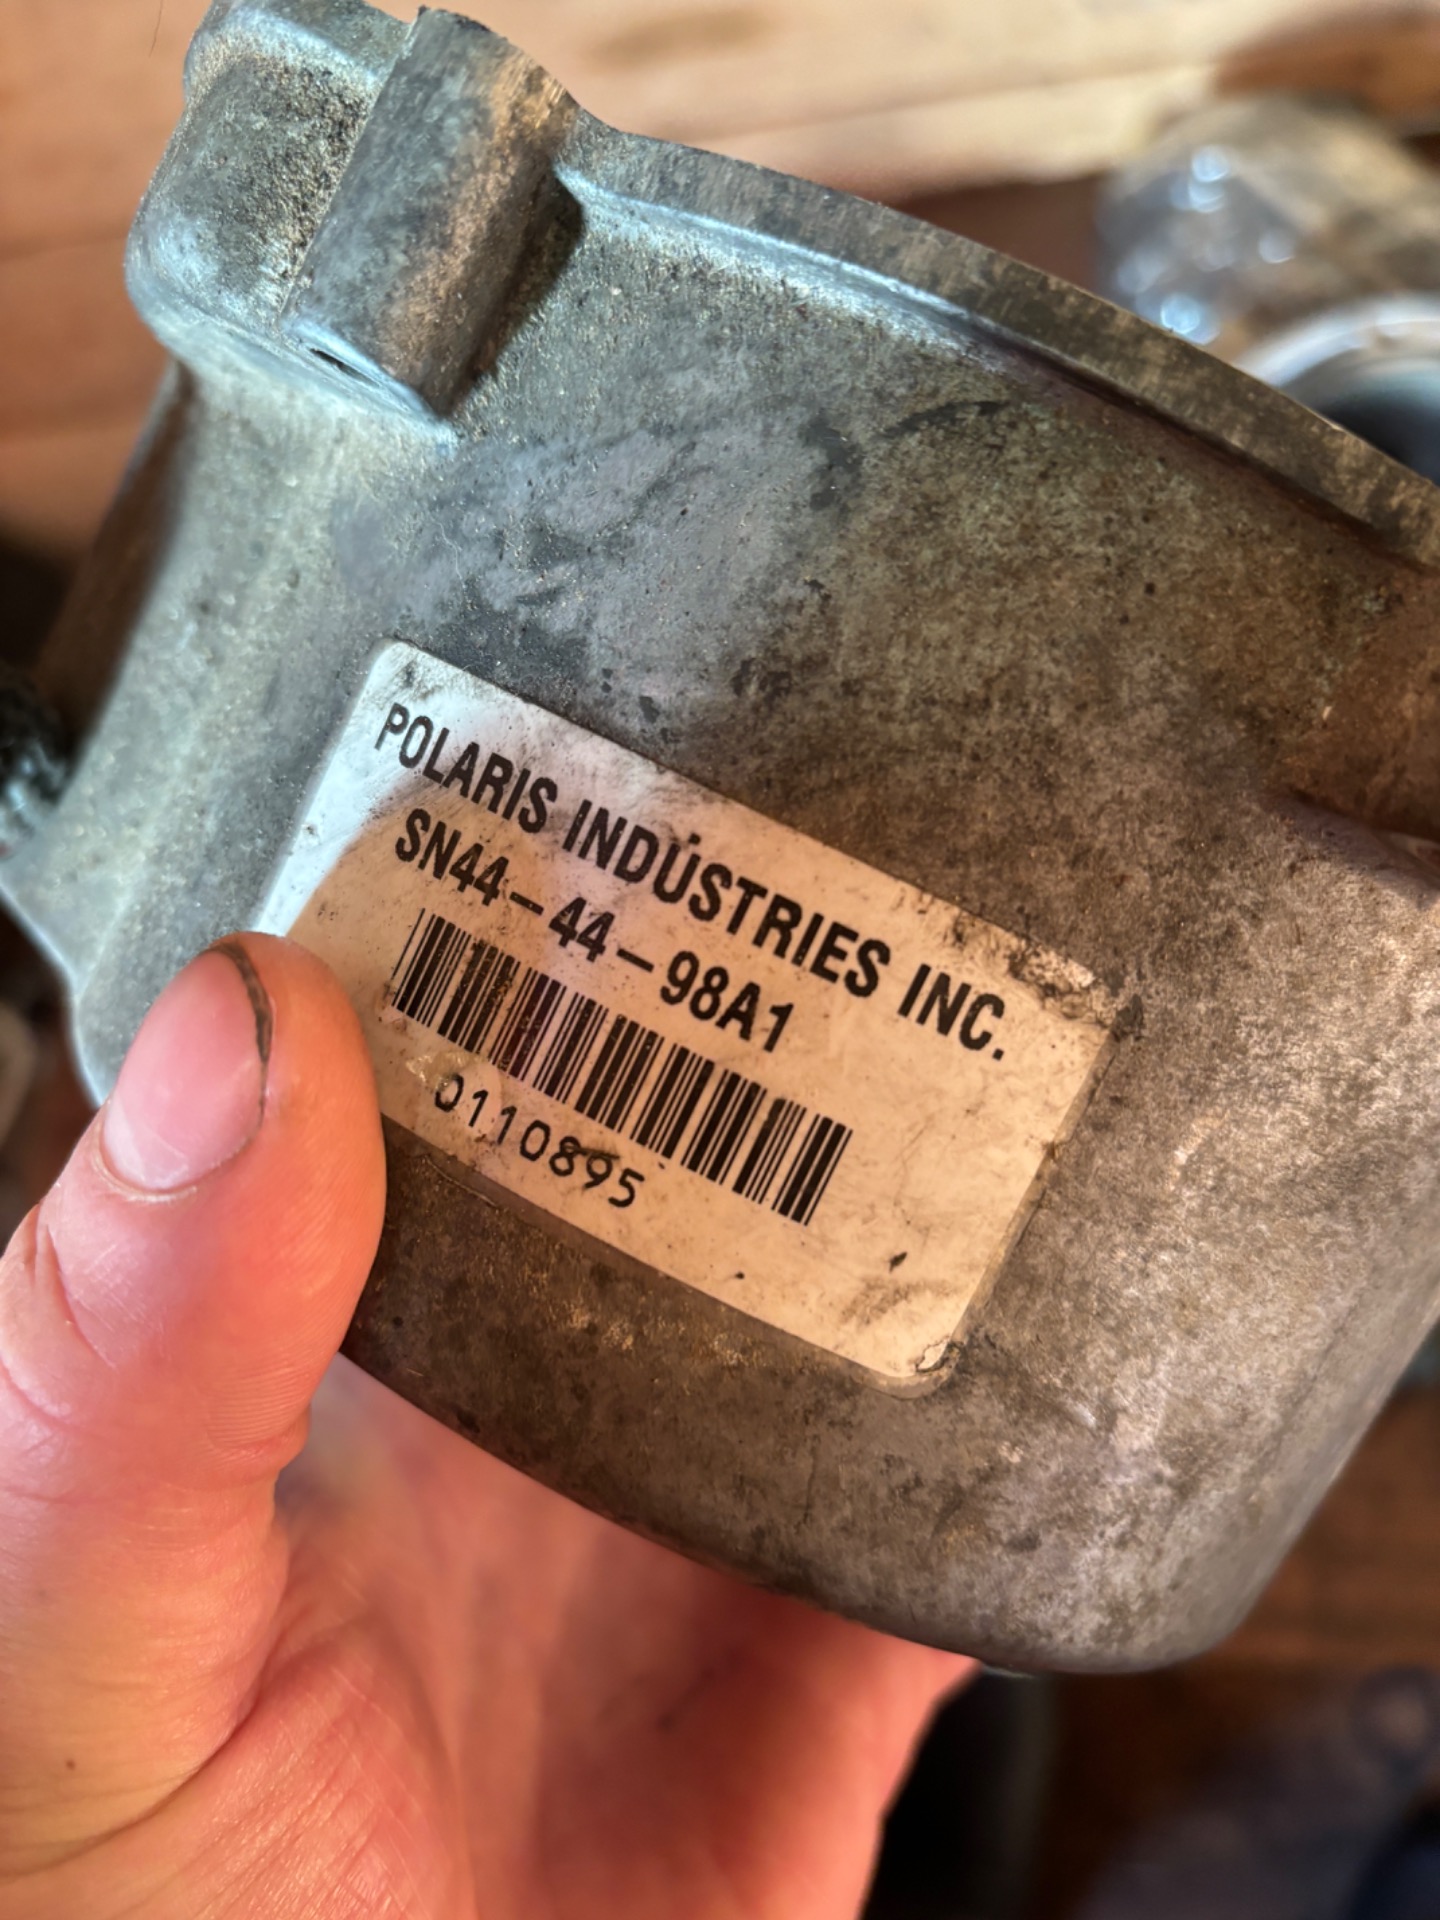 POLARIS INDUSTRIES INC.
SN44-44-98A1
0110895